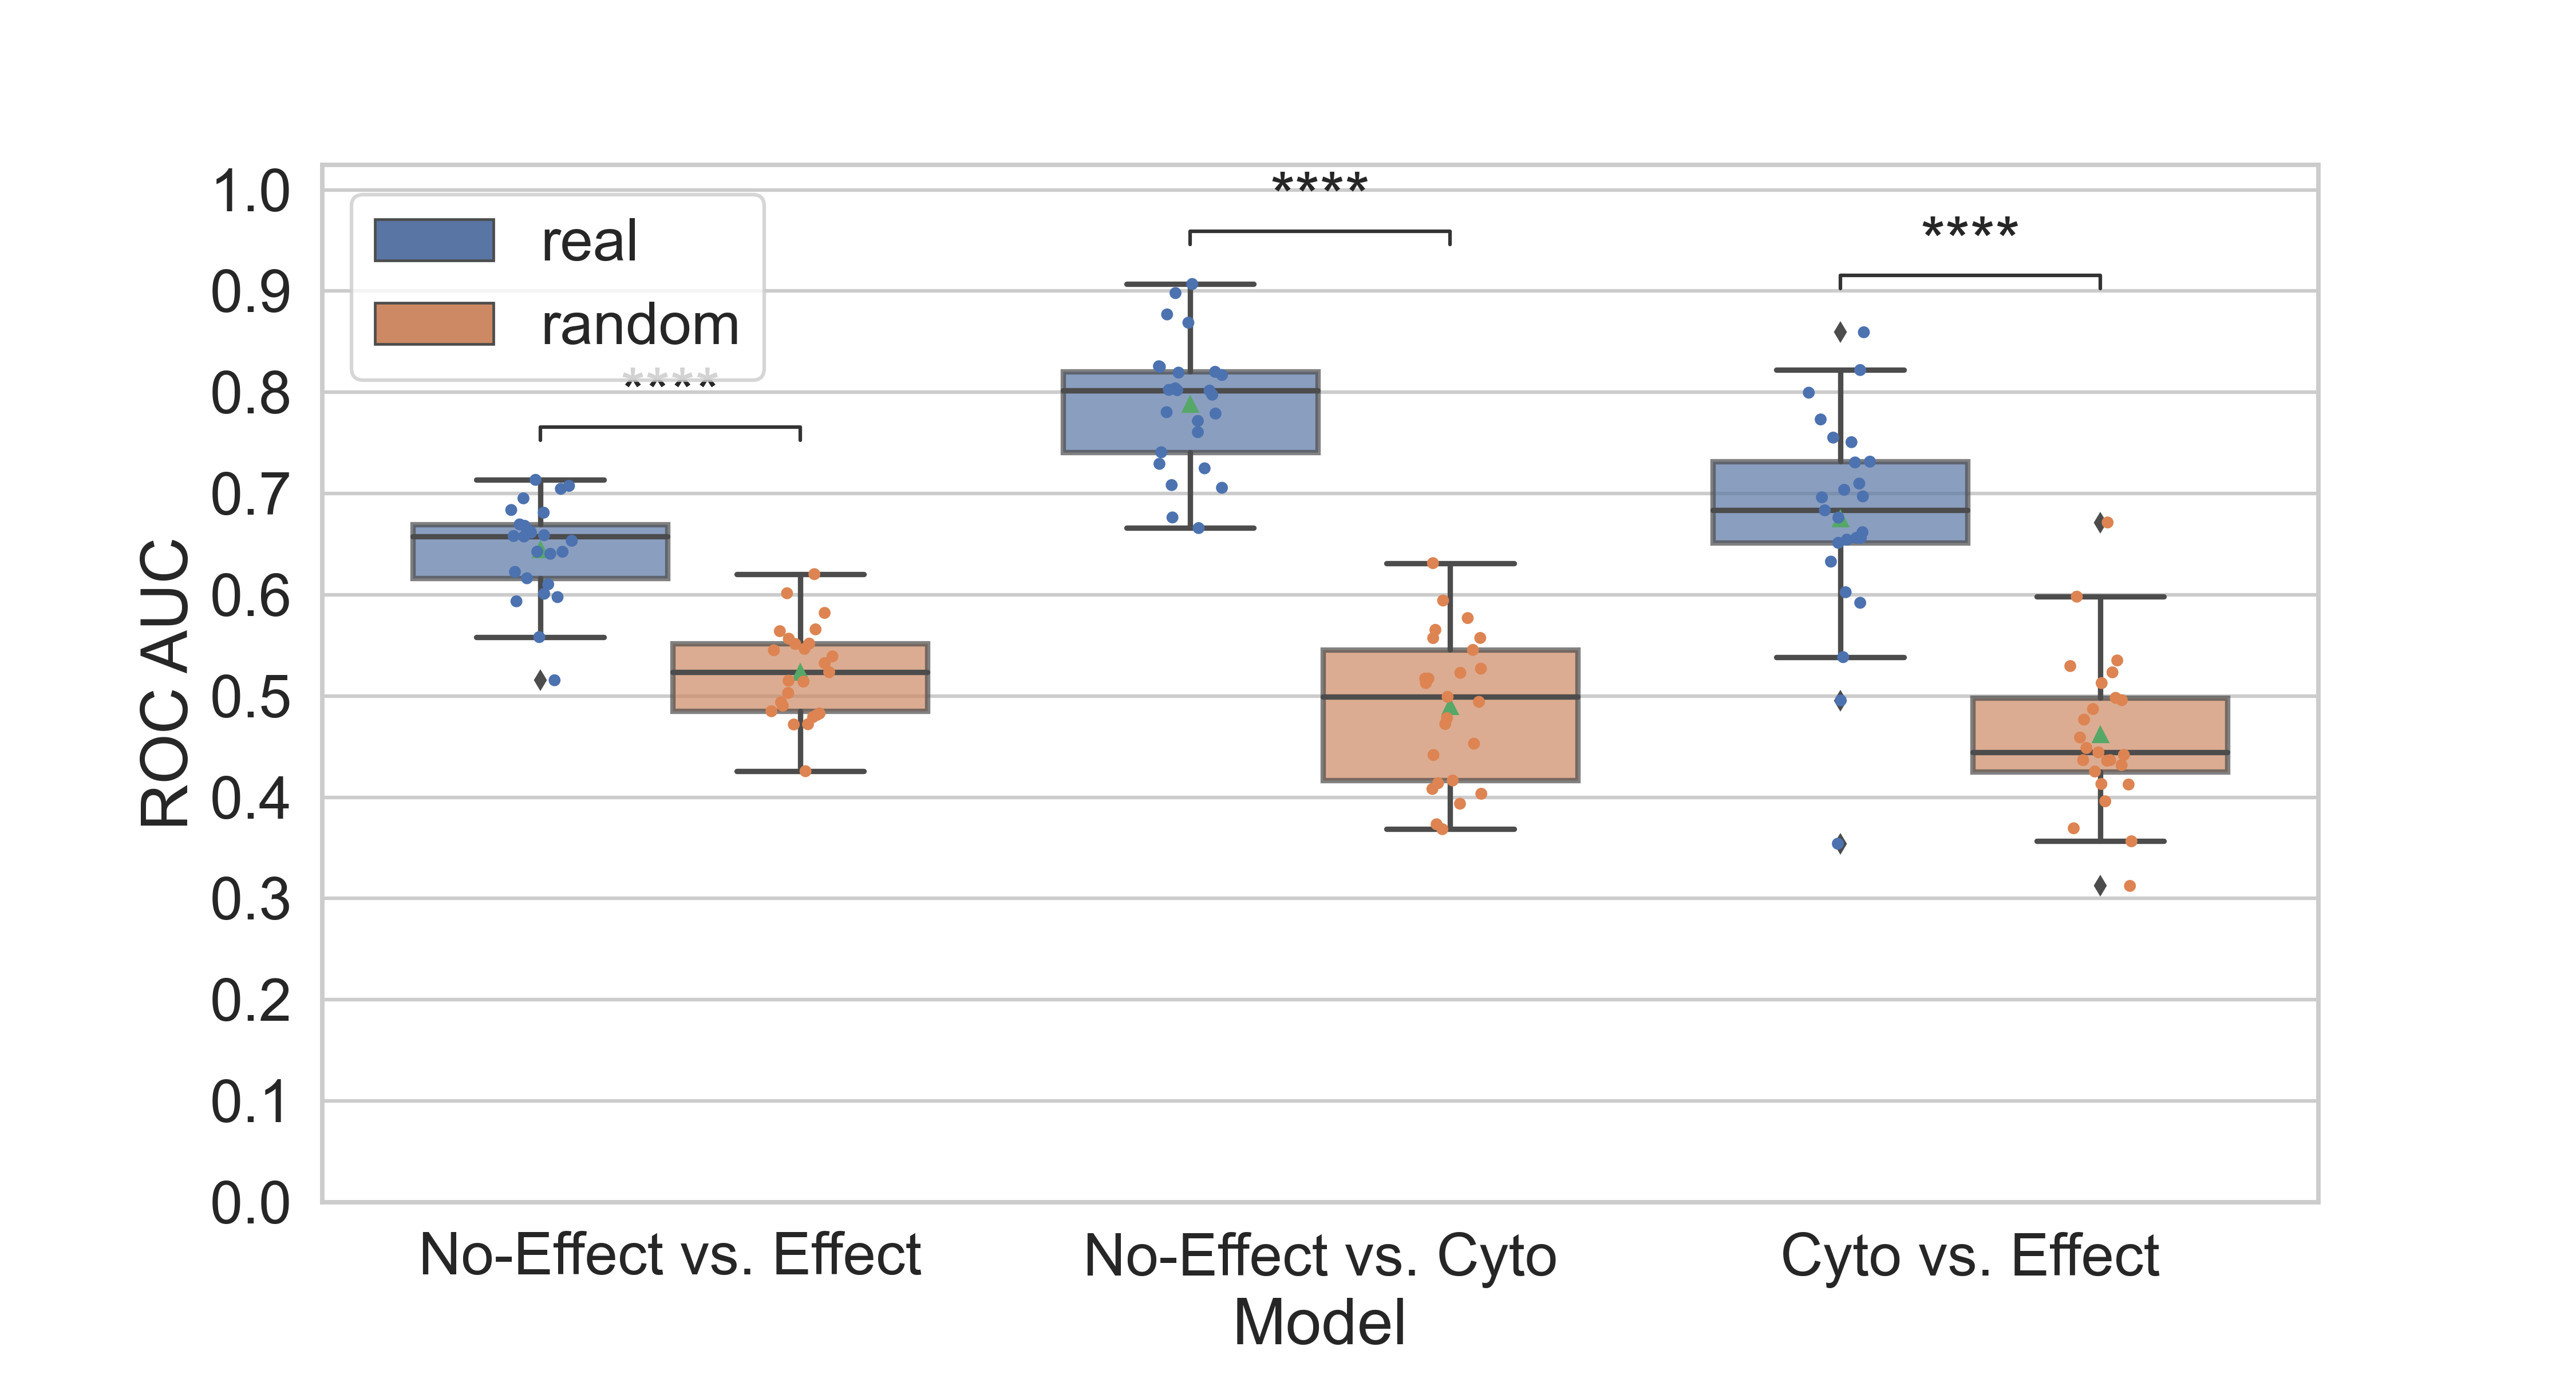 ****
****
real
random
****
1.0
0.9
0.8
0.7
0.6
0.5
0.4
0.3
0.2
0.1
0.0
ROC AUC
No-Effect vs. Effect
No-Effect vs. Cyto
Cyto vs. Effect
Model